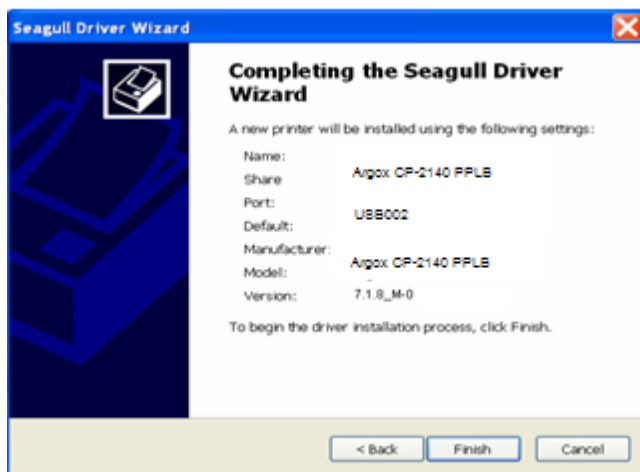 Seagull Driver Wizard
Completing the Seagull Driver
Wizard
A new printer will be installed using the following settings:
Name:
Argox CP-2140 PPLB
Share
Port:
USB002
Default:
Manufacturer:
Argox CP-2140 PPLB
Model:
Version: 7.1.8_M-0
To begin the driver installation process, click Finish.
< Back Finish Cancel